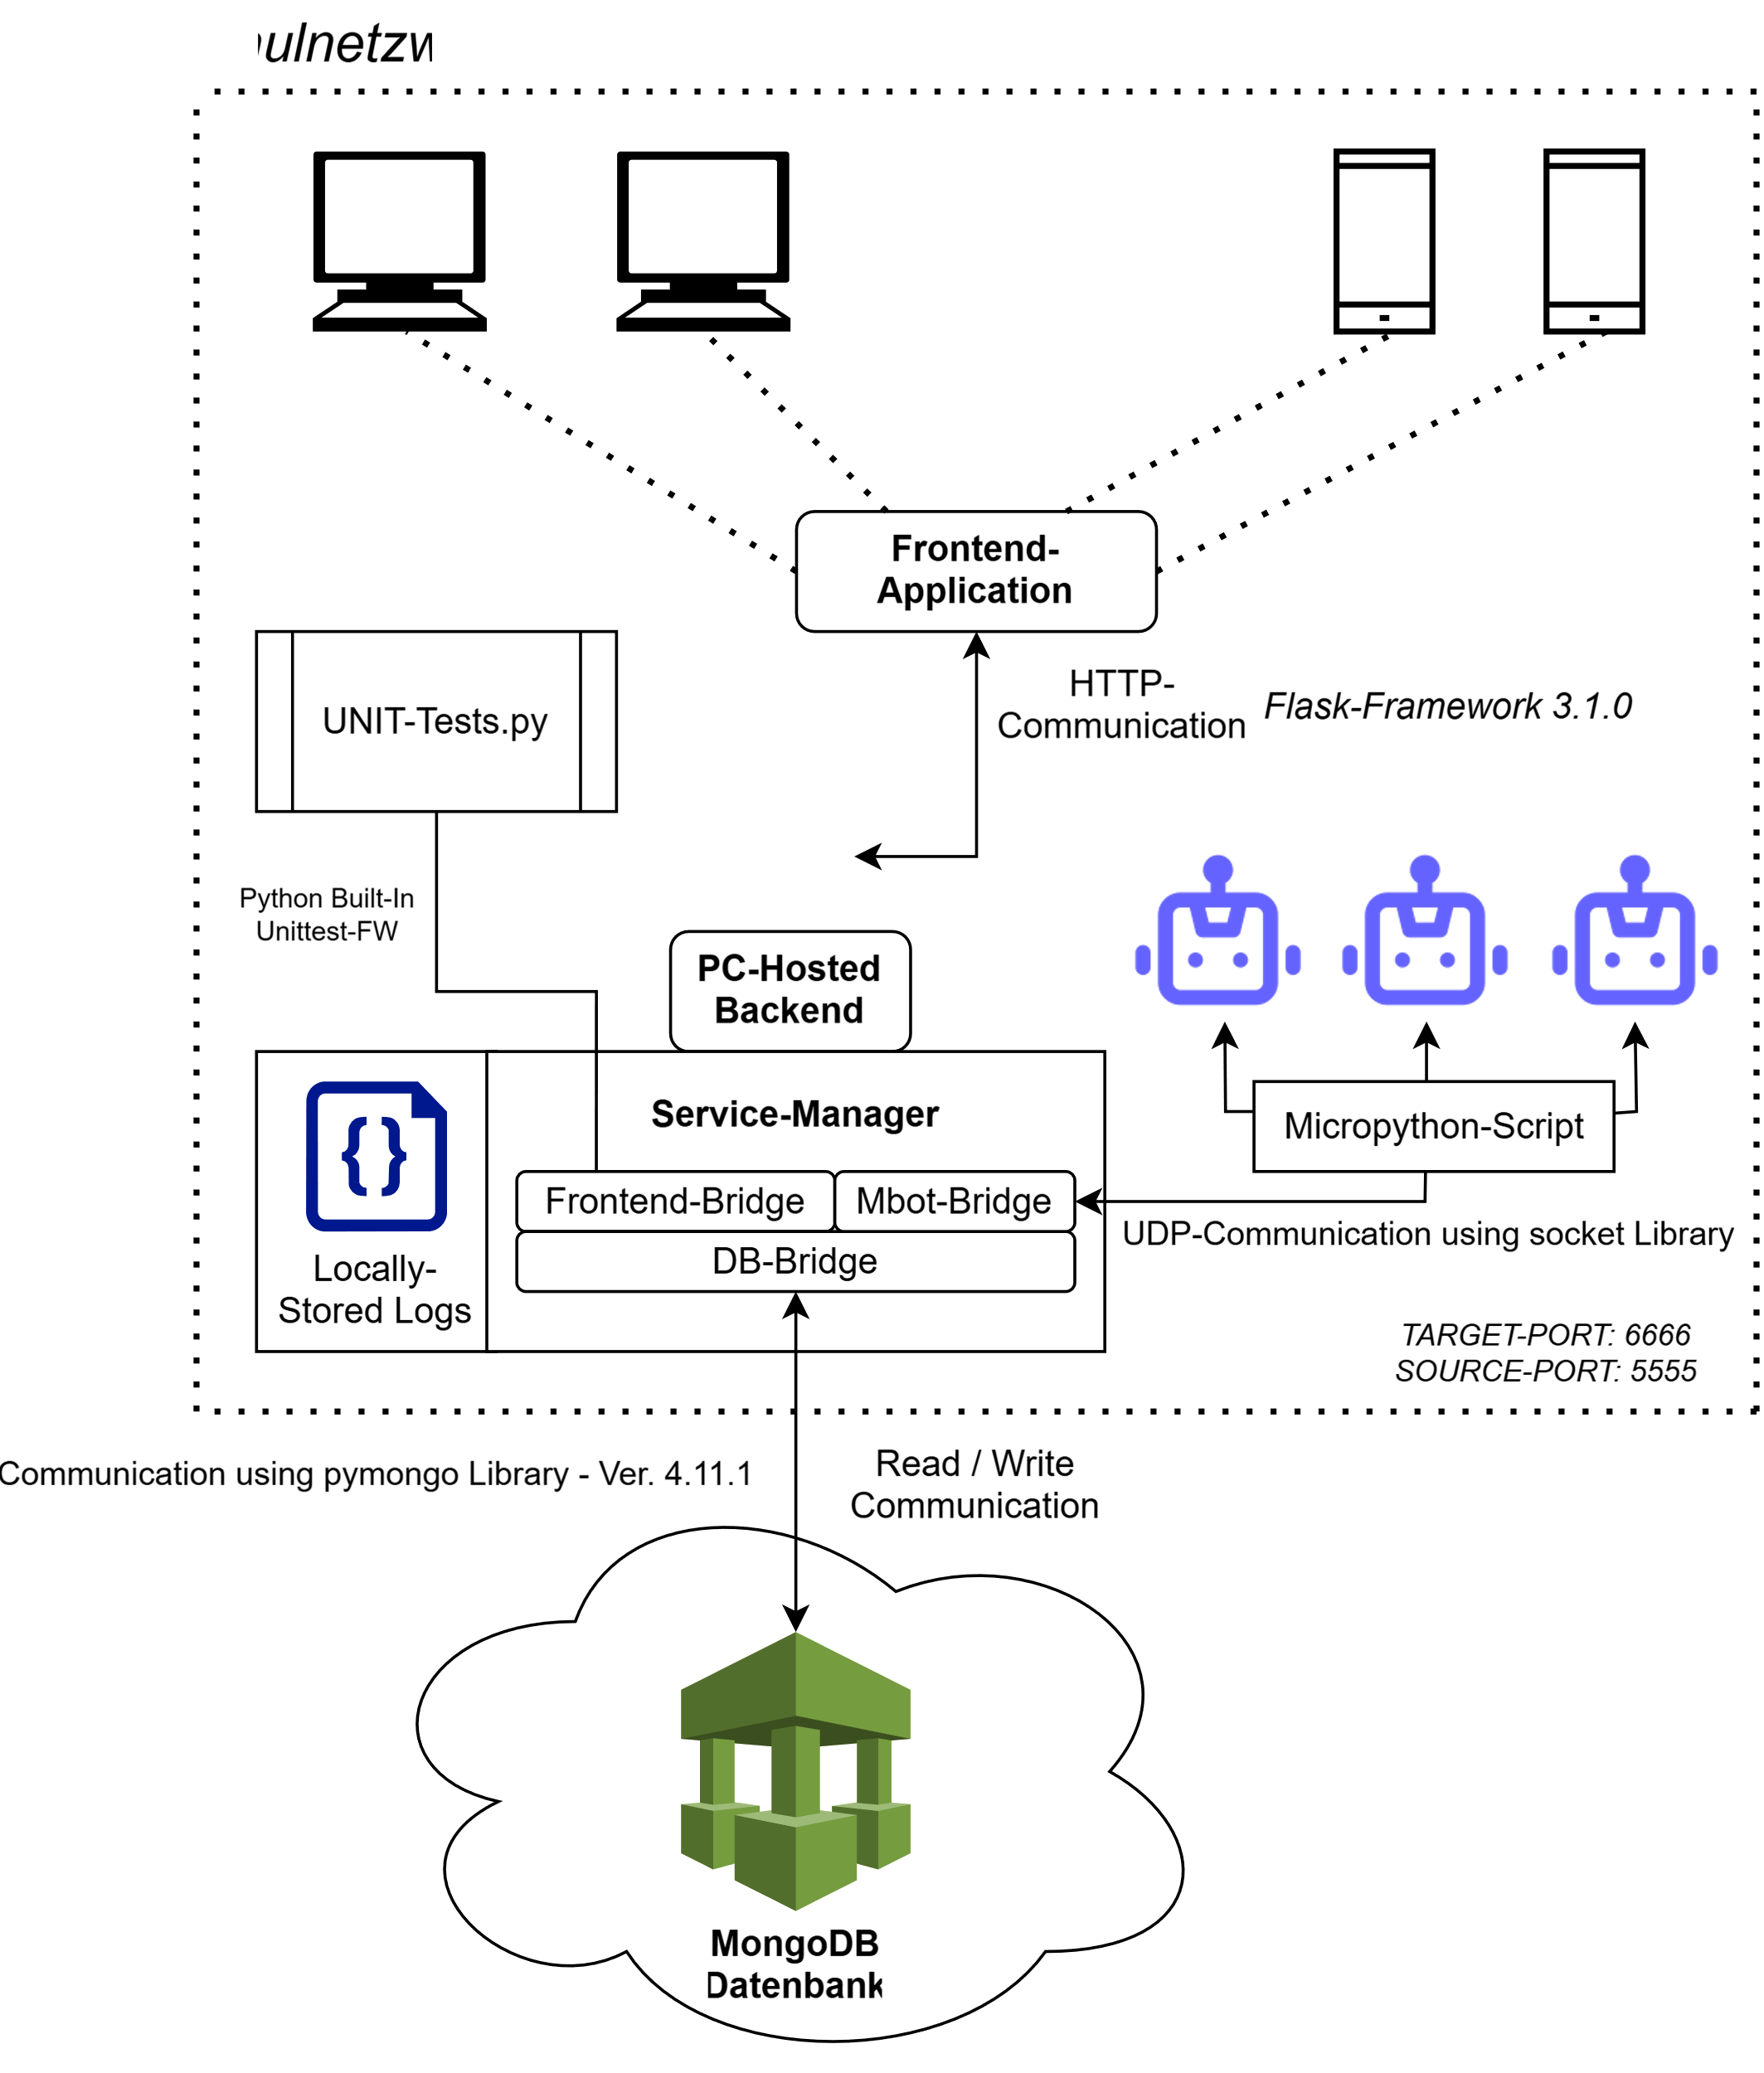 ulnetzw
Frontend-
Application
HTTP-
Communication
Flask-Framework 3.1.0
UNIT-Tests.py
Python Built-In
Unittest-FW
PC-Hosted
Backend
Service-Manager
Frontend-Bridge
Mbot-Bridge
DB-Bridge
{ }
Locally-
Stored Logs
Micropython-Script
UDP-Communication using socket Library
TARGET-PORT: 6666
SOURCE-PORT: 5555
Communication using pymongo Library - Ver. 4.11.1
Read / Write
Communication
MongoDB
Datenbank